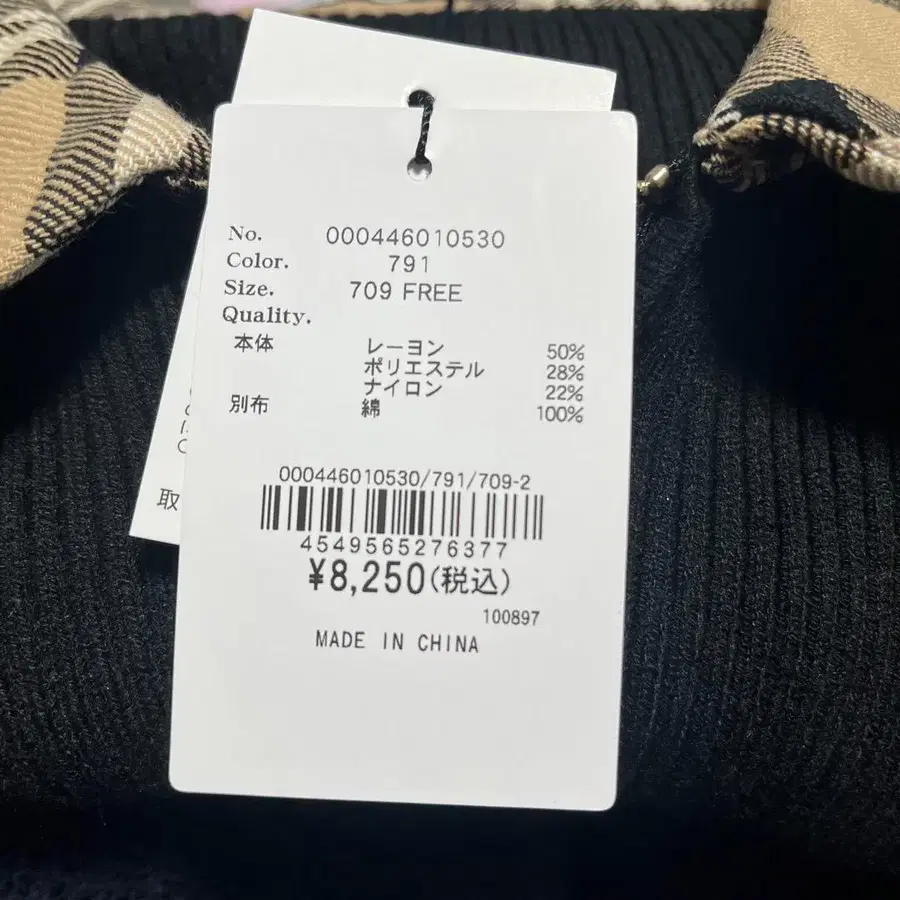 No. 000446010530
Color. 791
Size. 709 FREE
Quality.
本体 レーヨン 50%
ポリエステル 28%
ナイロン 22%
別布 綿 100%
000446010530/791/709-2
4549565276377
¥8,250(税込)
100897
MADE IN CHINA
取